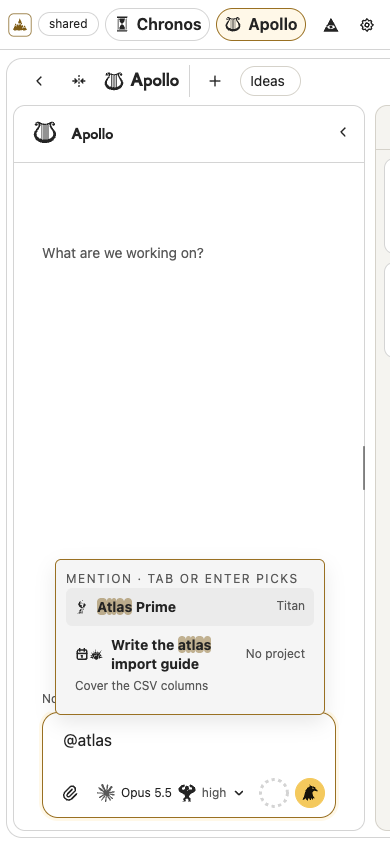 shared
Chronos
Apollo
Apollo
Ideas
Apollo
What are we working on?
MENTION · TAB OR ENTER PICKS
Atlas Prime
Titan
Write the atlas
import guide
No project
Cover the CSV columns
@atlas
Opus 5.5
high